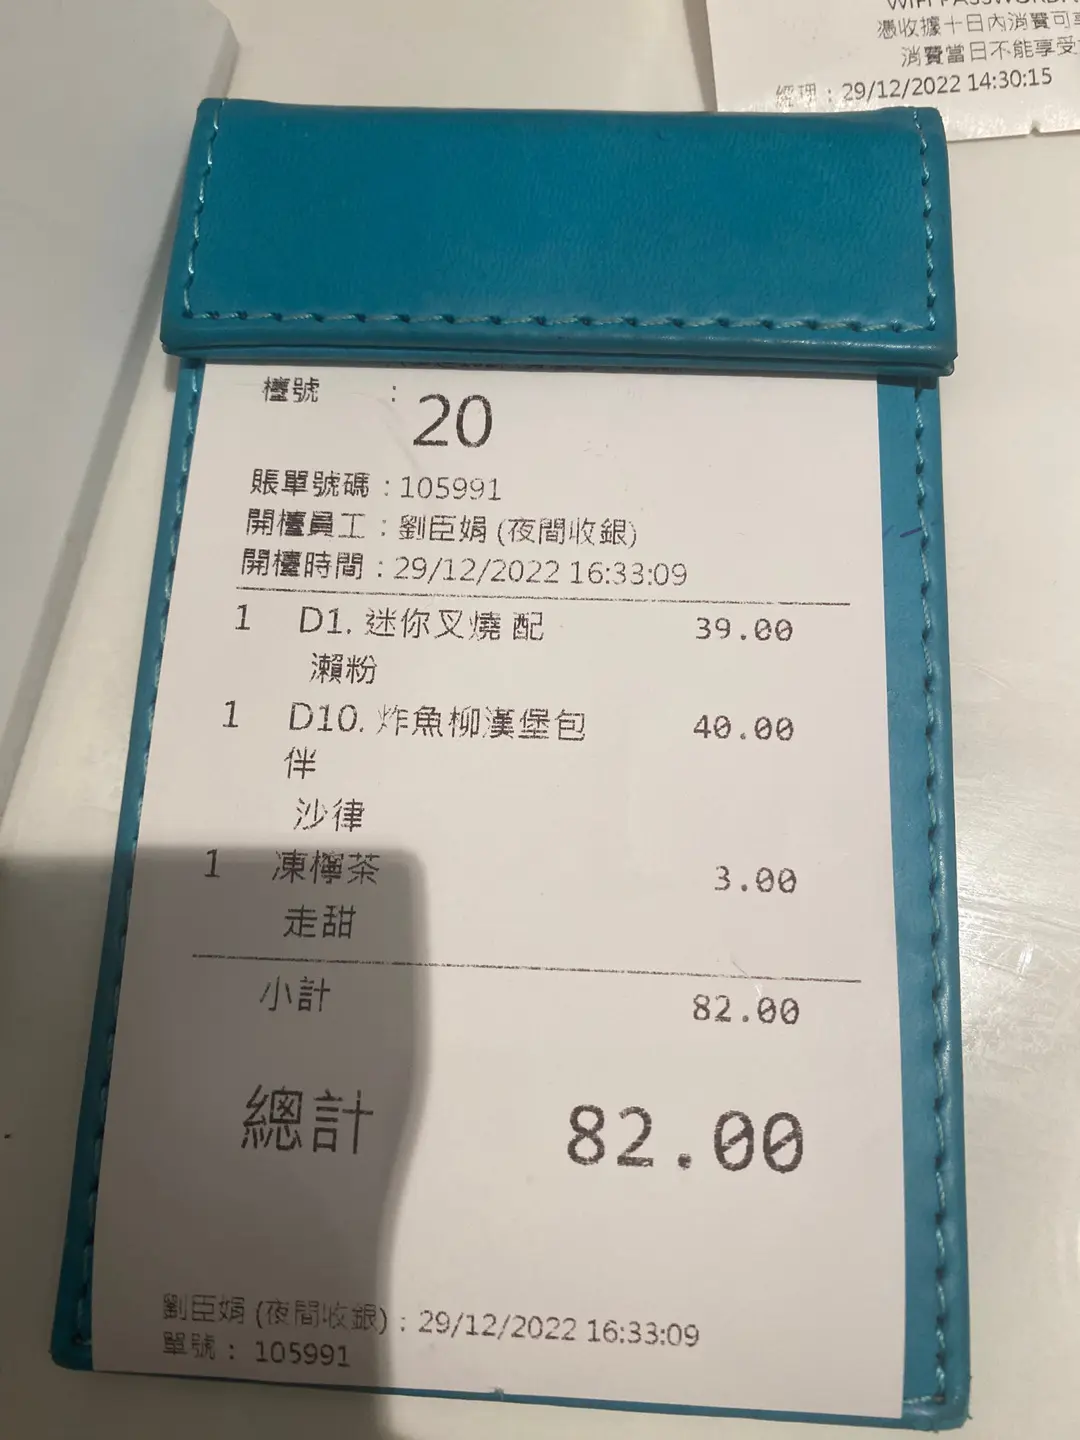 憑收據十日內消費可
消費當日不能享受
經理：29/12/2022 14:30:15
檯號 : 20
賬單號碼：105991
開檯員工：劉臣娟 (夜間收銀)
開檯時間：29/12/2022 16:33:09
1 D1. 迷你叉燒 配 39.00
瀨粉
1 D10. 炸魚柳漢堡包 40.00
伴
沙律
1 凍檸茶 3.00
走甜
小計 82.00
總計 82.00
劉臣娟 (夜間收銀)：29/12/2022 16:33:09
單號： 105991